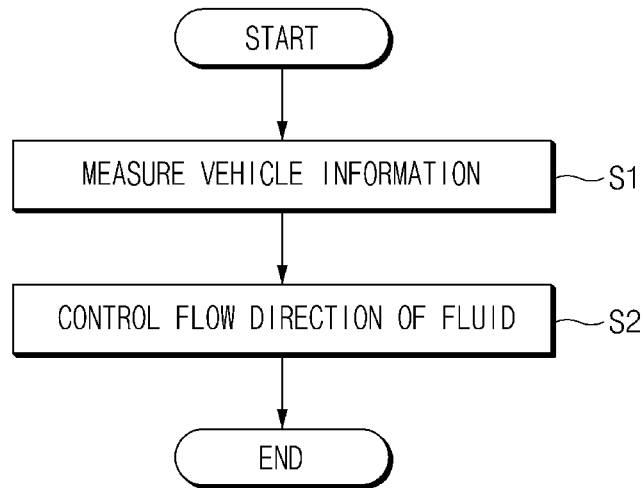 START
MEASURE VEHICLE INFORMATION
S1
CONTROL FLOW DIRECTION OF FLUID
S2
END